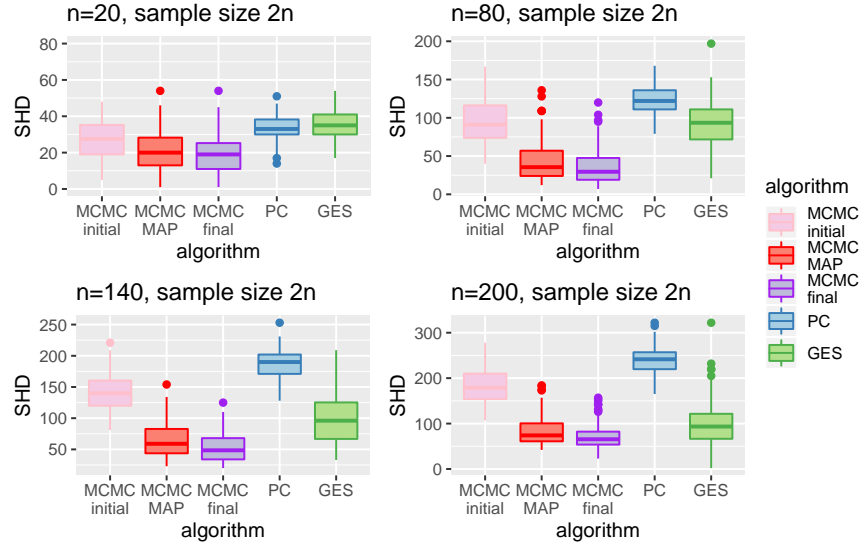 n=20, sample size 2n
SHD
80
60
40
20
0
MCMC initial
MCMC MAP
MCMC final
PC
GES
algorithm
n=80, sample size 2n
SHD
200
150
100
50
0
MCMC initial
MCMC MAP
MCMC final
PC
GES
algorithm
n=140, sample size 2n
SHD
250
200
150
100
50
MCMC initial
MCMC MAP
MCMC final
PC
GES
algorithm
n=200, sample size 2n
SHD
300
200
100
0
MCMC initial
MCMC MAP
MCMC final
PC
GES
algorithm
algorithm
MCMC
initial
MCMC
MAP
MCMC
final
PC
GES